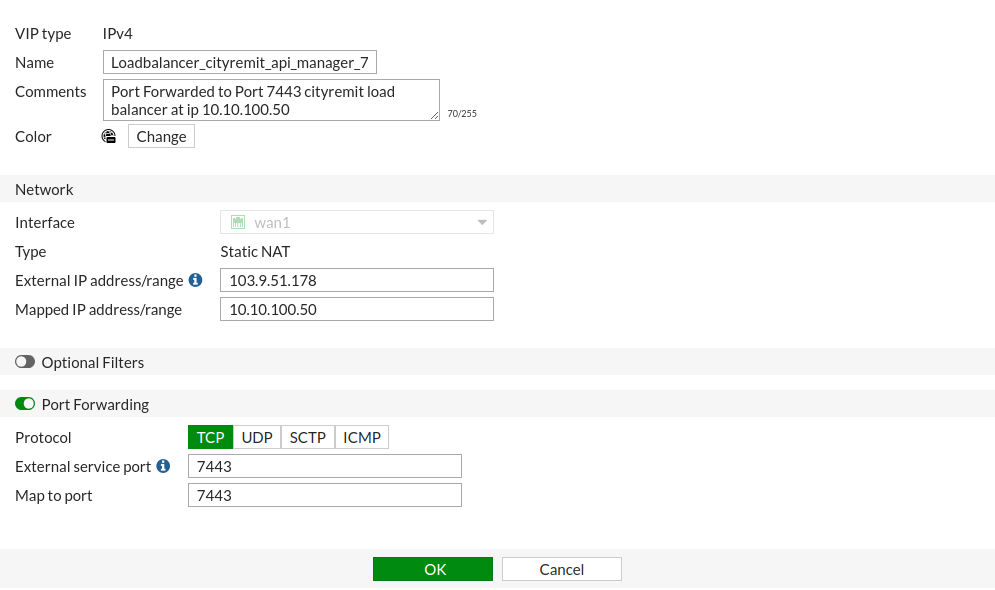 VIP type IPv4
Name Loadbalancer_cityremit_api_manager_7
Comments Port Forwarded to Port 7443 cityremit load
balancer at ip 10.10.100.50
70/255
Color Change
Network
Interface wan1
Type Static NAT
External IP address/range 103.9.51.178
Mapped IP address/range 10.10.100.50
Optional Filters
Port Forwarding
Protocol TCP UDP SCTP ICMP
External service port 7443
Map to port 7443
OK Cancel